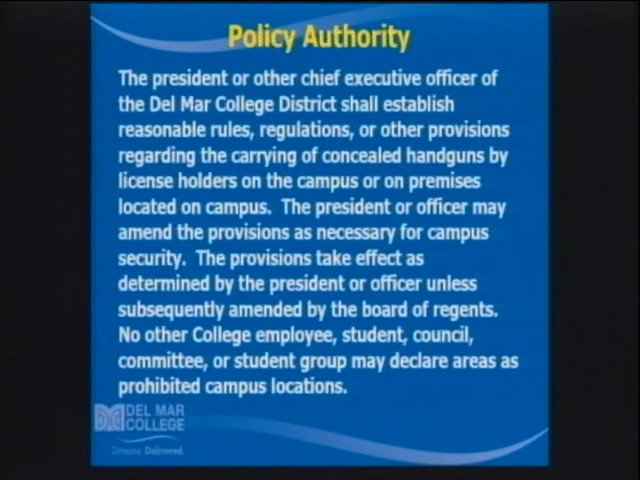 Policy Authority
The president or other chief executive officer of
the Del Mar College District shall establish
reasonable rules, regulations, or other provisions
regarding the carrying of concealed handguns by
license holders on the campus or on premises
located on campus. The president or officer may
amend the provisions as necessary for campus
security. The provisions take effect as
determined by the president or officer unless
subsequently amended by the board of regents.
No other College employee, student, council,
committee, or student group may declare areas as
prohibited campus locations.
DEL MAR
COLLEGE
Dreams. Delivered.